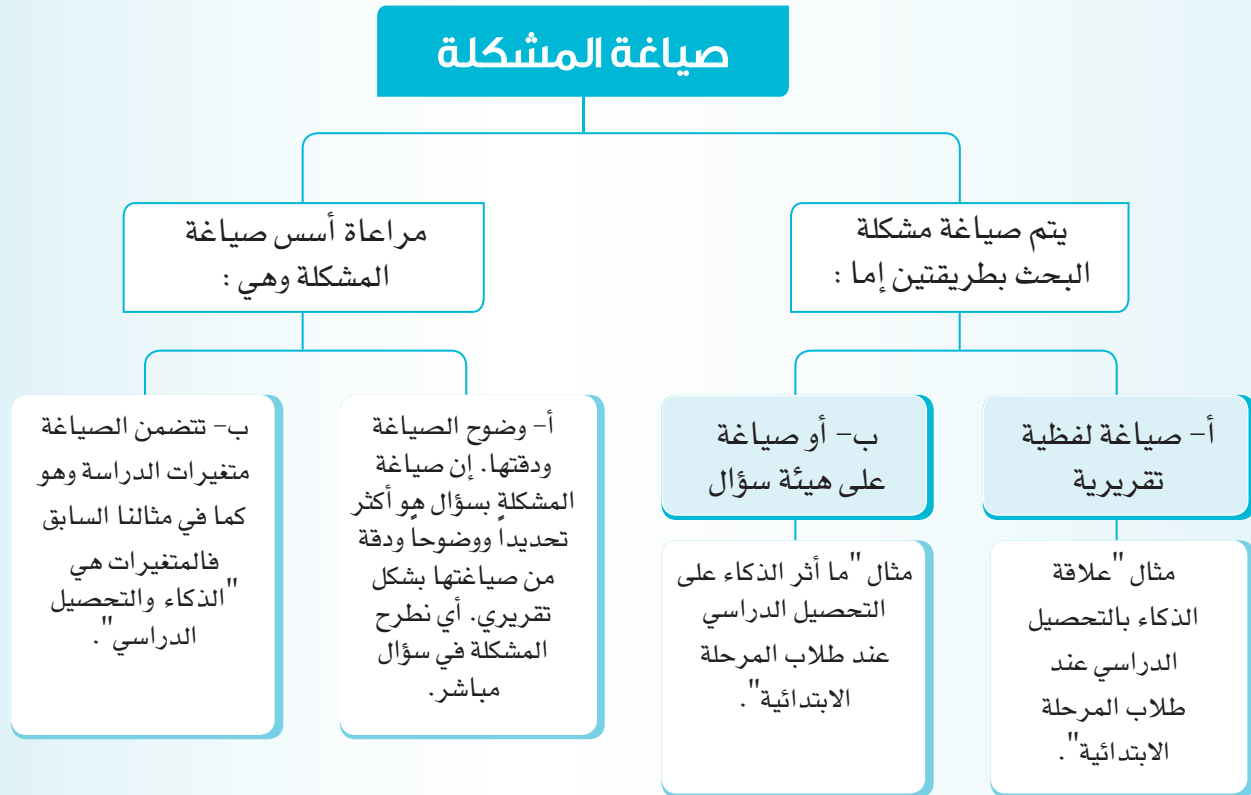 صياغة المشكلة
يتم صياغة مشكلة
البحث بطريقتين إما :
أ- صياغة لفظية
تقريرية
مثال "علاقة
الذكاء بالتحصيل
الدراسي عند
طلاب المرحلة
الابتدائية".
ب- أو صياغة
على هيئة سؤال
مثال "ما أثر الذكاء على
التحصيل الدراسي
عند طلاب المرحلة
الابتدائية".
مراعاة أسس صياغة
المشكلة وهي :
أ- وضوح الصياغة
ودقتها. إن صياغة
المشكلة بسؤال هو أكثر
تحديداً ووضوحاً ودقة
من صياغتها بشكل
تقريري. أي نطرح
المشكلة في سؤال
مباشر.
ب- تتضمن الصياغة
متغيرات الدراسة وهو
كما في مثالنا السابق
فالمتغيرات هي
"الذكاء والتحصيل
الدراسي".